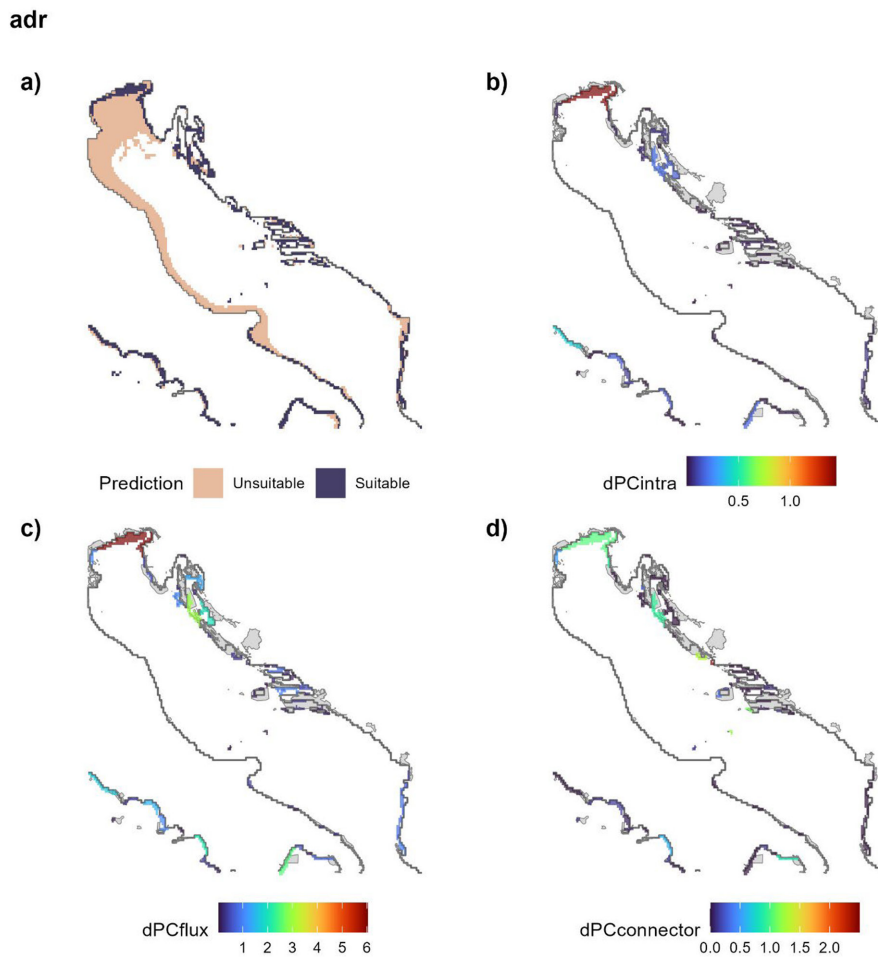 adr
a)
b)
Prediction Unsuitable Suitable
dPCintra
0.5 1.0
c)
d)
dPCflux
1 2 3 4 5 6
dPCconnector
0.0 0.5 1.0 1.5 2.0